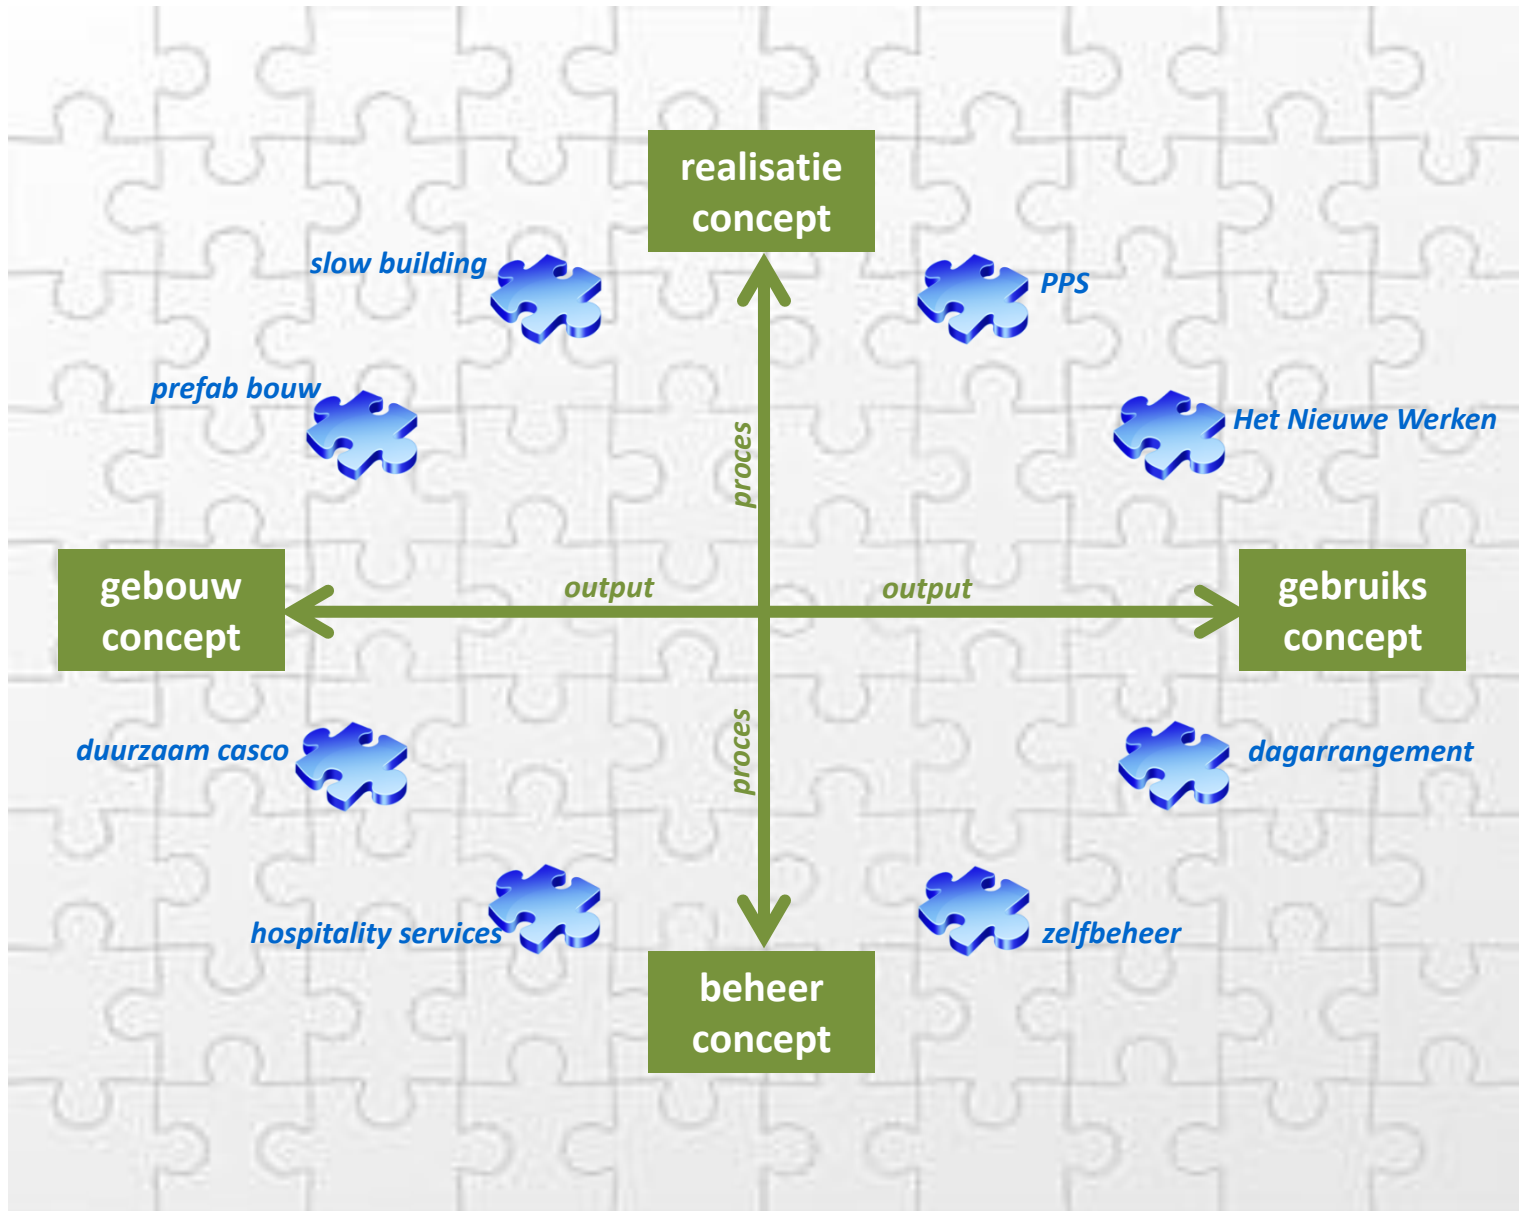 realisatie
concept
slow building
PPS
prefab bouw
Het Nieuwe Werken
proces
gebouw
concept
output
output
gebruiks
concept
proces
duurzaam casco
dagarrangement
hospitality services
zelfbeheer
beheer
concept